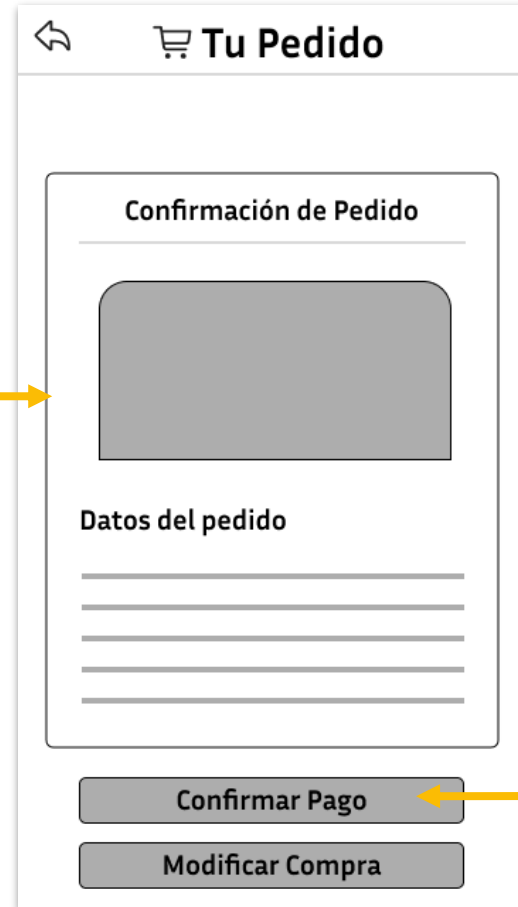 Tu Pedido
Confirmación de Pedido
Datos del pedido
Confirmar Pago
Modificar Compra